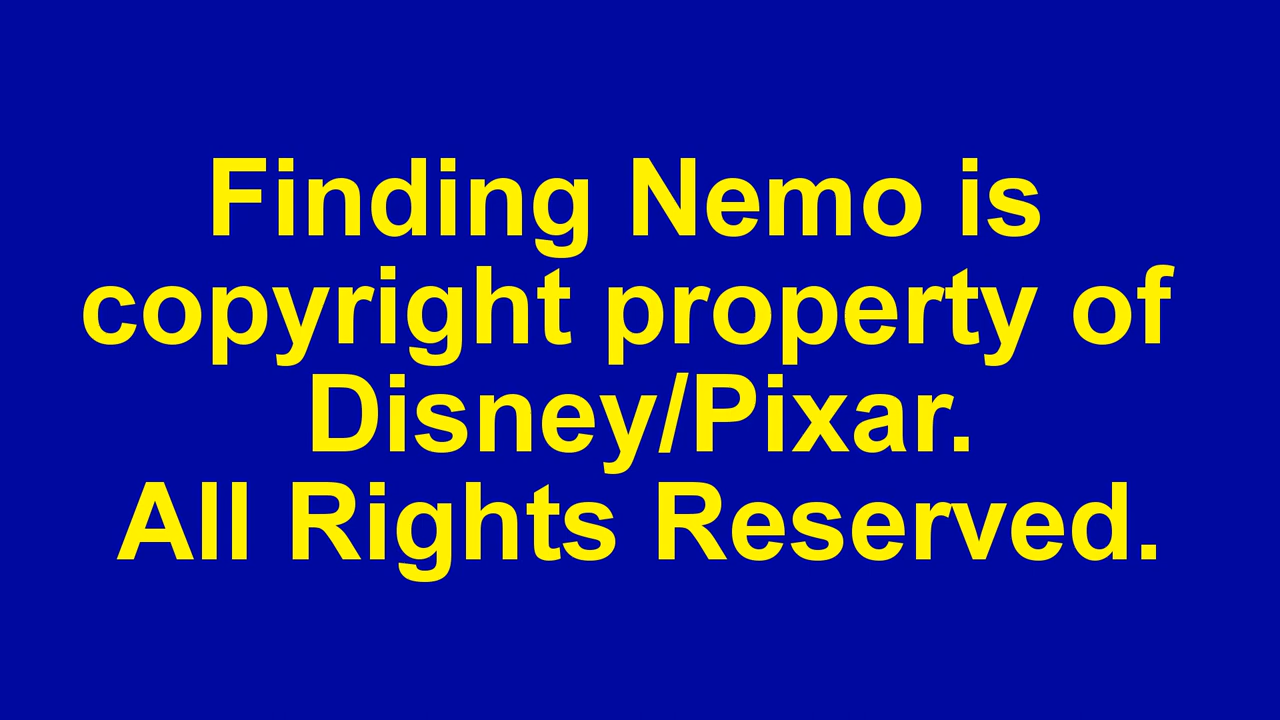 Finding Nemo is
copyright property of
Disney/Pixar.
All Rights Reserved.